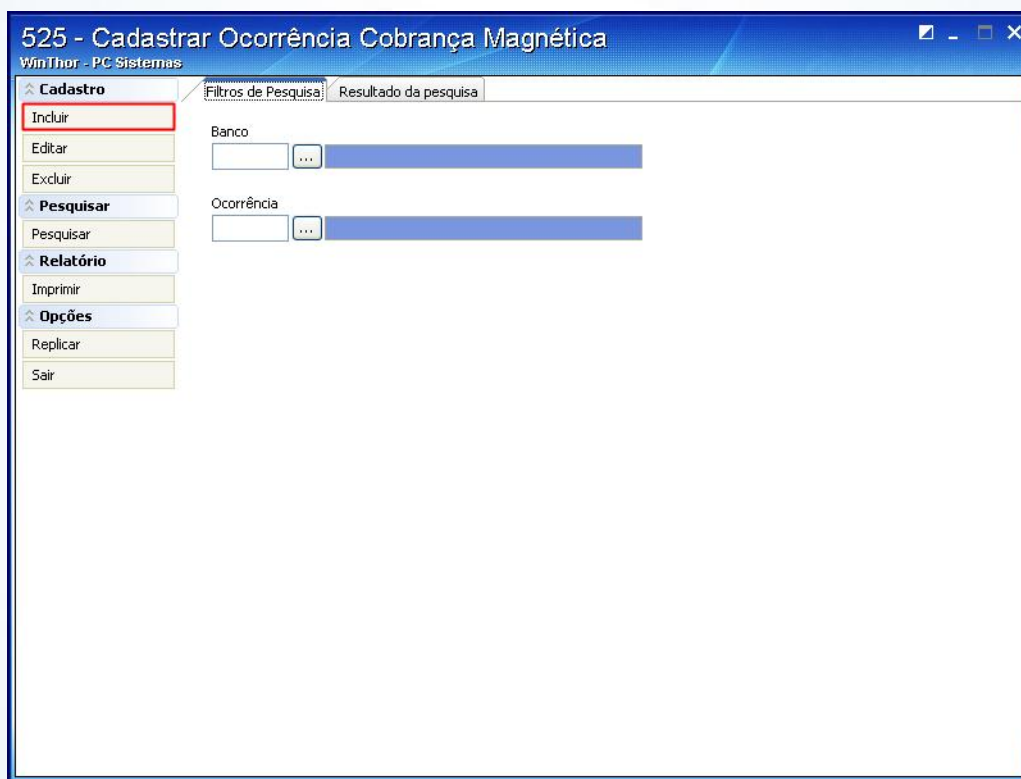 525 - Cadastrar Ocorrência Cobrança Magnética
WinThor - PC Sistemas
Cadastro
Incluir
Editar
Excluir
Pesquisar
Pesquisar
Relatório
Imprimir
Opções
Replicar
Sair
Filtros de Pesquisa Resultado da pesquisa
Banco
...
Ocorrência
...